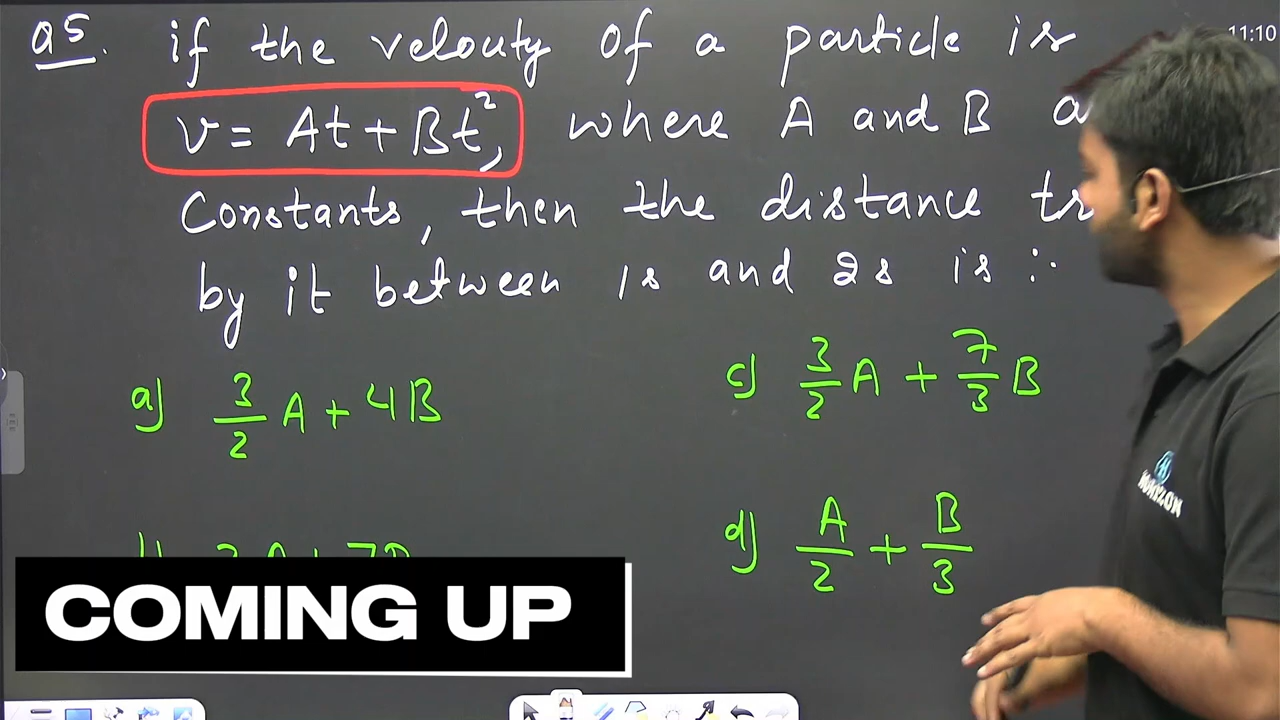 Q5. if the velouty of a particle is
v = At + Bt², where A and B
Constants, then the distance
by it between 1s and 2s is :-
a) 3/2 A + 4B
c) 3/2 A + 7/3 B
d) A/2 + B/3
COMING UP
11:10
HORIZON